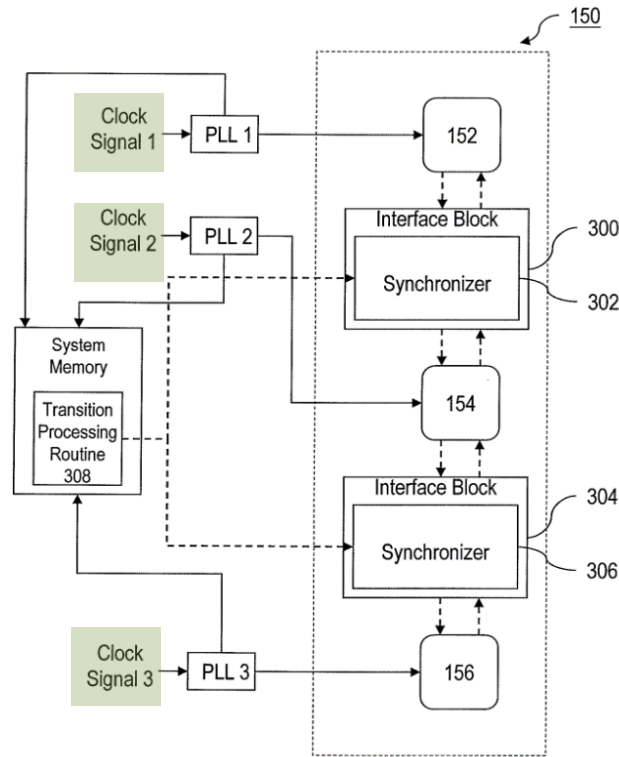 150
Clock
Signal 1
PLL 1
152
Clock
Signal 2
PLL 2
Interface Block
Synchronizer
300
302
System
Memory
Transition
Processing
Routine
308
154
Interface Block
Synchronizer
304
306
Clock
Signal 3
PLL 3
156